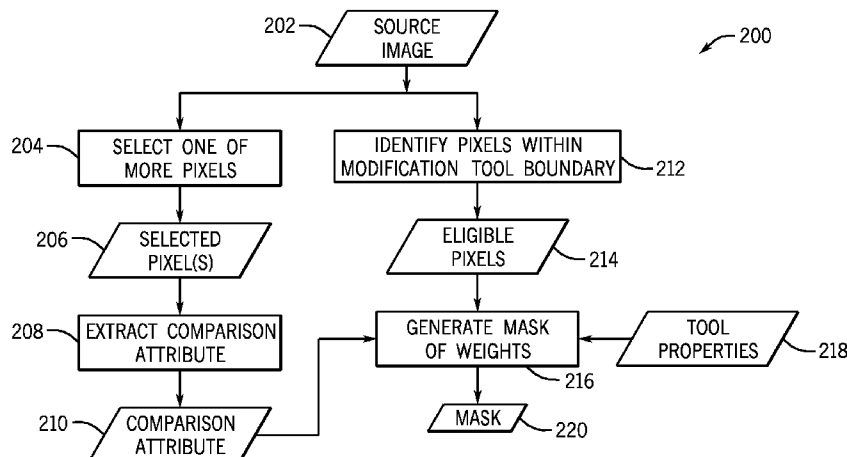 202
SOURCE
IMAGE
200
204
SELECT ONE OF
MORE PIXELS
IDENTIFY PIXELS WITHIN
MODIFICATION TOOL BOUNDARY
212
206
SELECTED
PIXEL(S)
ELIGIBLE
PIXELS
214
208
EXTRACT COMPARISON
ATTRIBUTE
GENERATE MASK
OF WEIGHTS
216
TOOL
PROPERTIES
218
210
COMPARISON
ATTRIBUTE
MASK
220